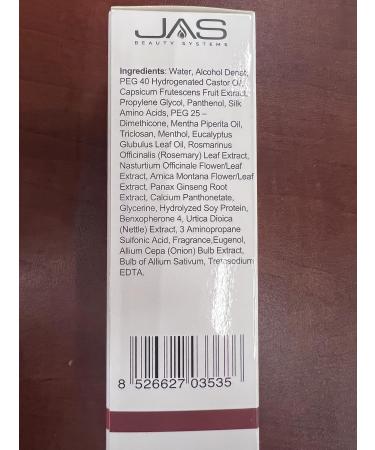 JAS
BEAUTY SYSTEMS
Ingredients: Water, Alcohol Denat,
PEG 40 Hydrogenated Castor Oil,
Capsicum Frutescens Fruit Extract,
Propylene Glycol, Panthenol, Silk
Amino Acids, PEG 25 –
Dimethicone, Mentha Piperita Oil,
Triclosan, Menthol, Eucalyptus
Globulus Leaf Oil, Rosmarinus
Officinalis (Rosemary) Leaf Extract,
Nasturtium Officinale Flower/Leaf
Extract, Arnica Montana Flower/Leaf
Extract, Panax Ginseng Root
Extract, Calcium Panthonetate,
Glycerine, Hydrolyzed Soy Protein,
Benxopherone 4, Urtica Dioica
(Nettle) Extract, 3 Aminopropane
Sulfonic Acid, Fragrance,Eugenol,
Allium Cepa (Onion) Bulb Extract,
Bulb of Allium Sativum, Tretasodium
EDTA.
8 526627 03535